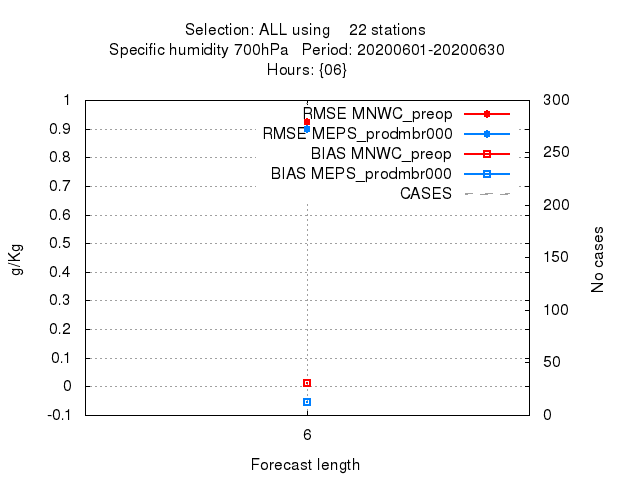 Selection: ALL using    22 stations
Specific humidity 700hPa   Period: 20200601-20200630
Hours: {06}
1
0.9
0.8
0.7
0.6
0.5
0.4
0.3
0.2
0.1
0
-0.1
g/Kg
RMSE MNWC_preop
RMSE MEPS_prodmbr000
BIAS MNWC_preop
BIAS MEPS_prodmbr000
CASES
300
250
200
150
100
50
0
No cases
6
Forecast length